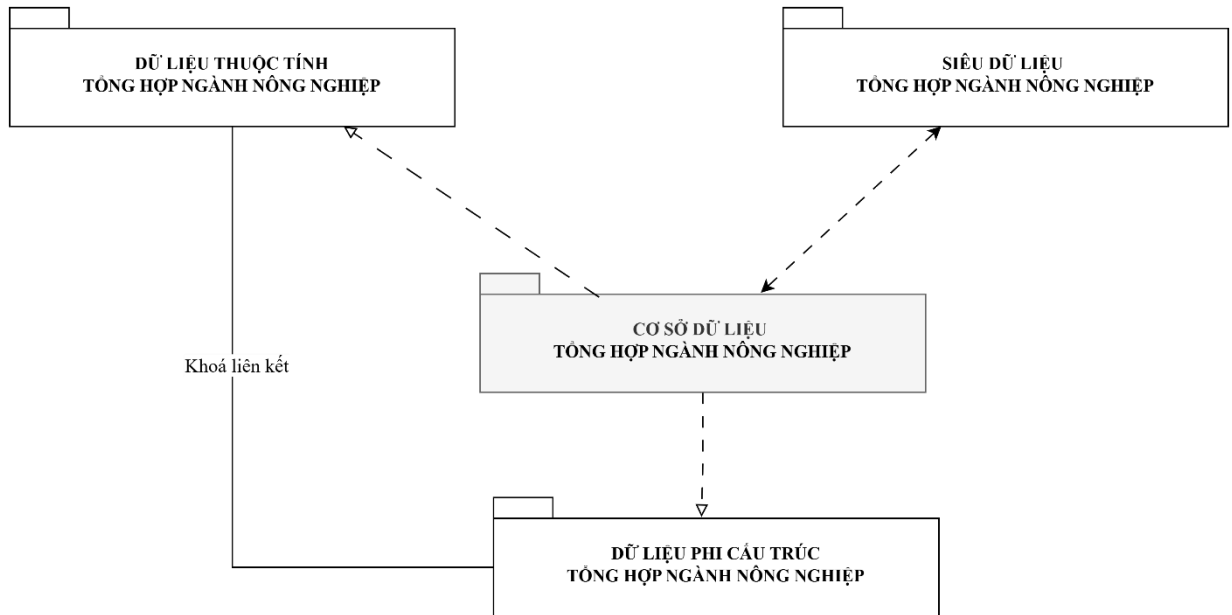 DỮ LIỆU THUỘC TÍNH
TỔNG HỢP NGÀNH NÔNG NGHIỆP
SIÊU DỮ LIỆU
TỔNG HỢP NGÀNH NÔNG NGHIỆP
CƠ SỞ DỮ LIỆU
TỔNG HỢP NGÀNH NÔNG NGHIỆP
Khoá liên kết
DỮ LIỆU PHI CẤU TRÚC
TỔNG HỢP NGÀNH NÔNG NGHIỆP